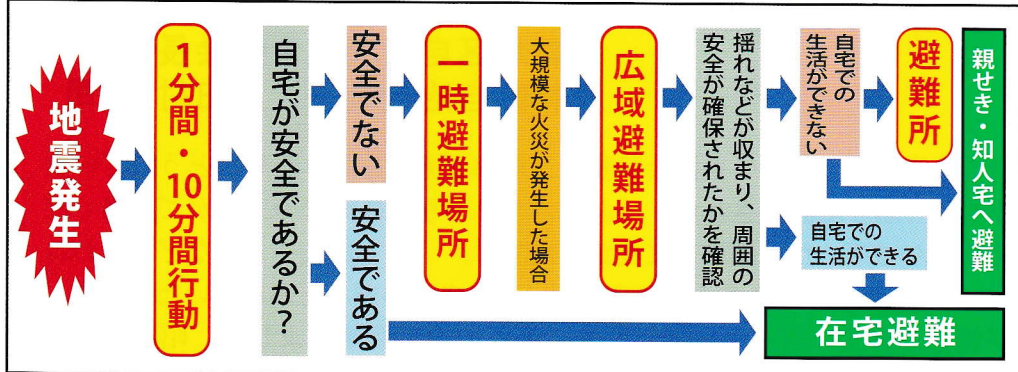 地震発生
1分間・10分間行動
自宅が安全であるか？
安全でない
安全である
一時避難場所
大規模な火災が発生した場合
広域避難場所
揺れなどが収まり、周囲の
安全が確保されたかを確認
自宅での
生活ができない
自宅での
生活ができる
避難所
親せき・知人宅へ避難
在宅避難